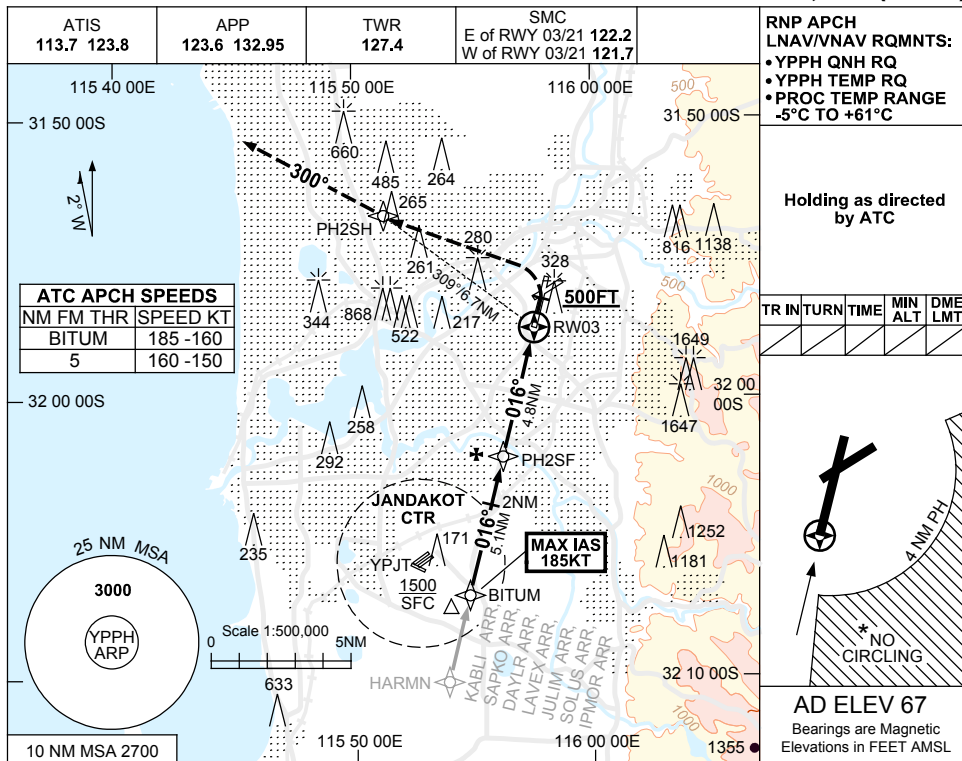 ATIS
113.7 123.8
APP
123.6 132.95
TWR
127.4
SMC
E of RWY 03/21 122.2
W of RWY 03/21 121.7
RNP APCH
LNAV/VNAV RQMNTS:
• YPPH QNH RQ
• YPPH TEMP RQ
• PROC TEMP RANGE
-5°C TO +61°C
Holding as directed
by ATC
TR IN TURN TIME MIN ALT DME LMT
115 40 00E
115 50 00E
116 00 00E
500
31 50 00S
31 50 00S
2° W
660
485
264
265
300°
PH2SH
816
1138
280
261
328
500
309°/6.7NM
500FT
RW03
344
868
522
217
ATC APCH SPEEDS
NM FM THR SPEED KT
BITUM 185 -160
5 160 -150
1649
1647
32 00 00S
32 00
00S
016°
4.8NM
258
292
PH2SF
1000
JANDAKOT
CTR
2NM
016°
5.1NM
171
235
1252
1181
MAX IAS
185KT
YPJT
1500
SFC
BITUM
25 NM MSA
3000
YPPH
ARP
Scale 1:500,000
0
5NM
HARMN
KABLI ARR,
SAPKO ARR,
DAYLR ARR,
LAVEX ARR,
JULIM ARR,
SOLUS ARR,
IPMOR ARR
32 10 00S
633
1000
10 NM MSA 2700
115 50 00E
116 00 00E
1355
4 NM PH
*NO
CIRCLING
AD ELEV 67
Bearings are Magnetic
Elevations in FEET AMSL